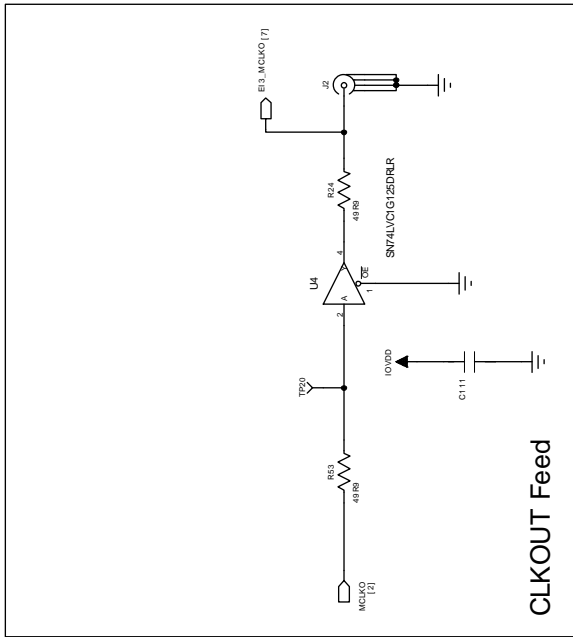 CLKOUT Feed
MCLKO
[2]
R53
49R9
TP20
IOVDD
C111
2
A
U4
Y
4
OE
1
SN74LVC1G125DRLR
R24
49R9
EI3_MCLKO [7]
J2